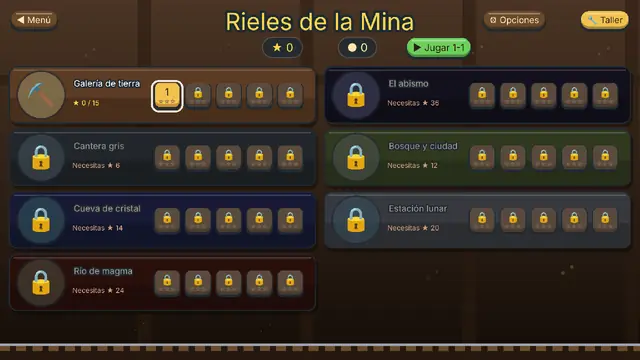 ◀ Menú
Rieles de la Mina
⚙ Opciones
🔧 Taller
★ 0
0
▶ Jugar 1-1
Galería de tierra
★ 0 / 15
1
El abismo
Necesitas ★ 36
Cantera gris
Necesitas ★ 6
Bosque y ciudad
Necesitas ★ 12
Cueva de cristal
Necesitas ★ 14
Estación lunar
Necesitas ★ 20
Río de magma
Necesitas ★ 24